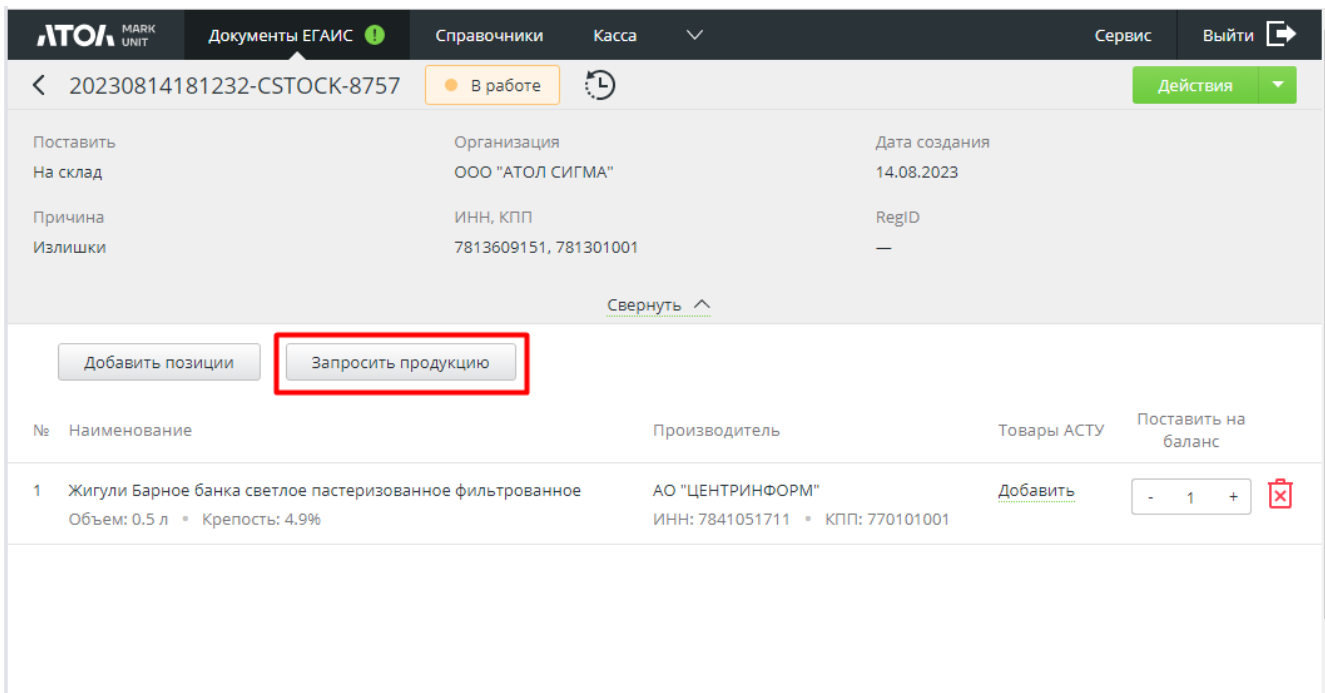 АТОЛ MARK UNIT Документы ЕГАИС ! Справочники Касса Сервис Выйти
20230814181232-CSTOCK-8757 В работе Действия
Поставить Организация Дата создания
На склад ООО "АТОЛ СИГМА" 14.08.2023
Причина ИНН, КПП RegID
Излишки 7813609151, 781301001 —
Свернуть
Добавить позиции Запросить продукцию
№ Наименование Производитель Товары АСТУ Поставить на баланс
1 Жигули Барное банка светлое пастеризованное фильтрованное АО "ЦЕНТРИНФОРМ" Добавить - 1 +
Объем: 0.5 л • Крепость: 4.9% ИНН: 7841051711 • КПП: 770101001